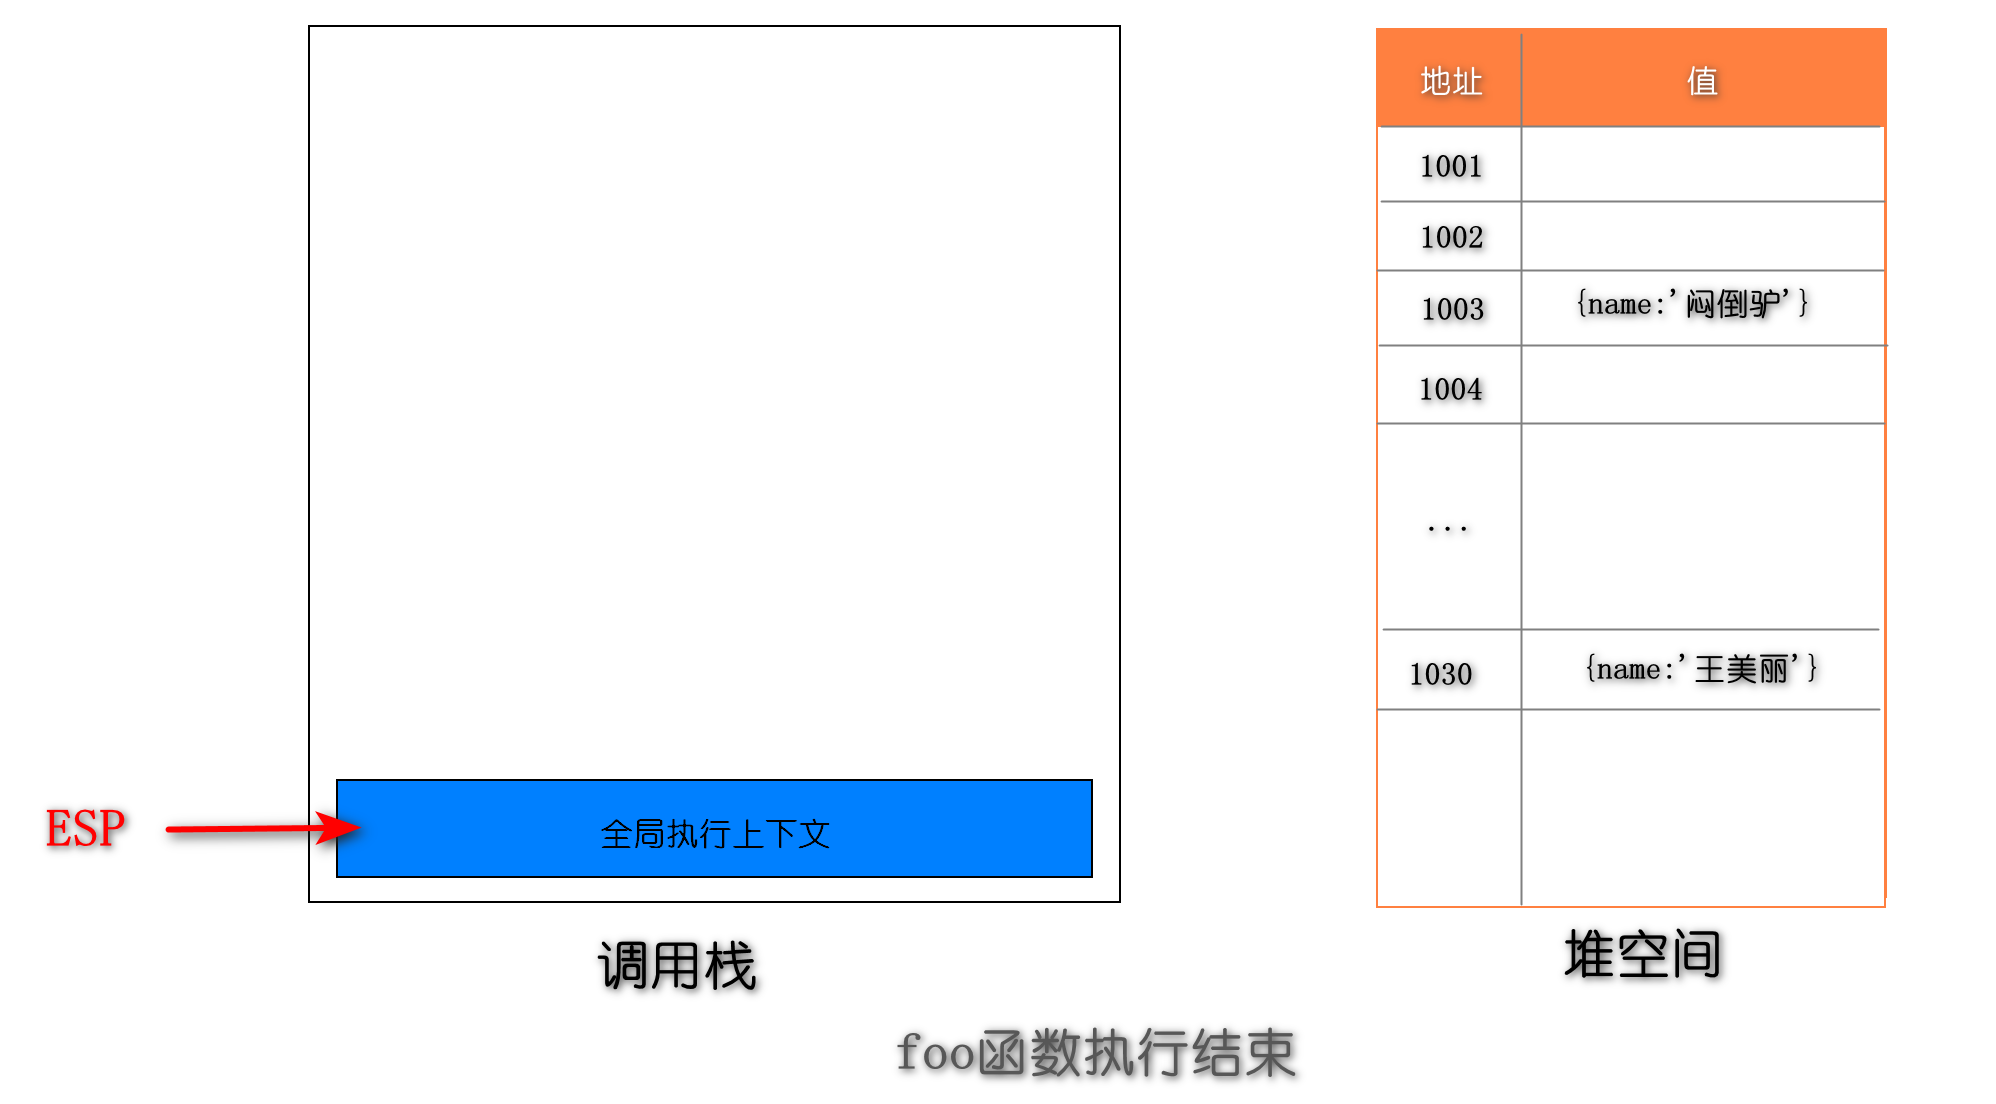 地址 值
1001
1002
1003 {name:'闷倒驴'}
1004
...
1030 {name:'王美丽'}
ESP
全局执行上下文
调用栈
堆空间
foo函数执行结束